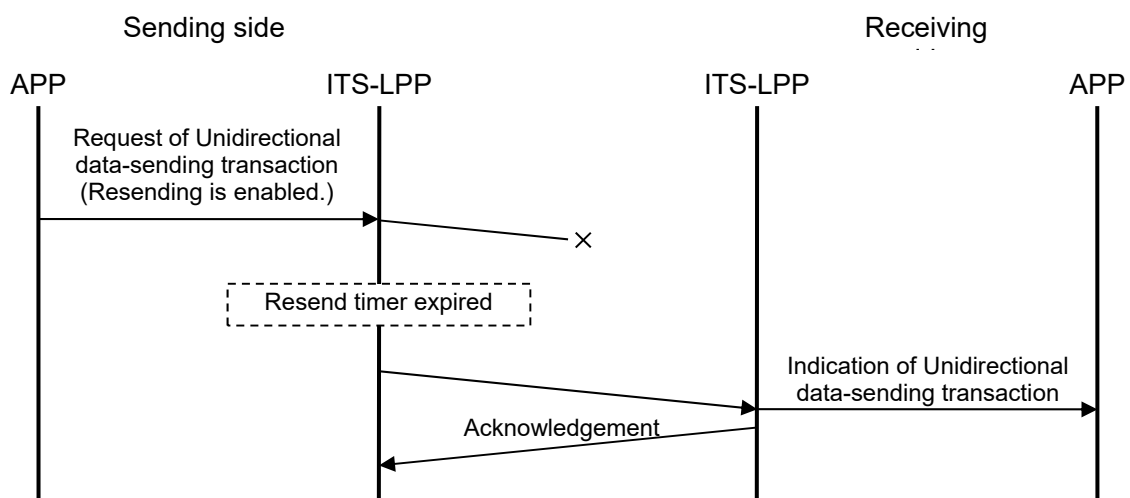 Sending side
Receiving
APP
ITS-LPP
ITS-LPP
APP
Request of Unidirectional
data-sending transaction
(Resending is enabled.)
Resend timer expired
Indication of Unidirectional
data-sending transaction
Acknowledgement